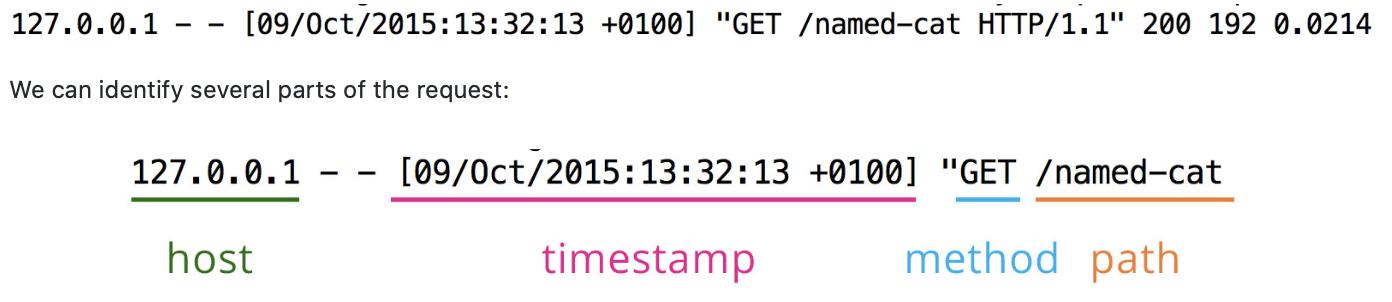 127.0.0.1 - - [09/Oct/2015:13:32:13 +0100] "GET /named-cat HTTP/1.1" 200 192 0.0214
We can identify several parts of the request:
127.0.0.1 - - [09/Oct/2015:13:32:13 +0100] "GET /named-cat
host timestamp method path